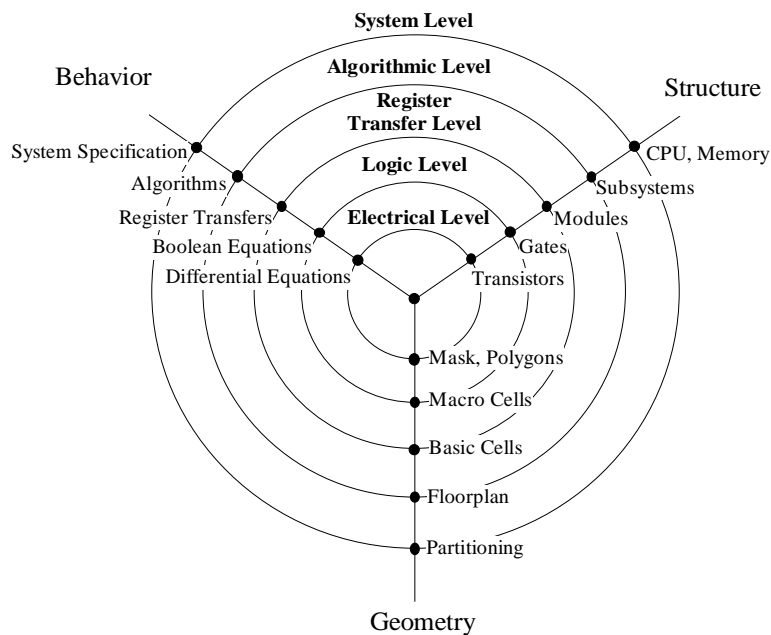 System Level
Behavior
Algorithmic Level
Structure
Register
Transfer Level
System Specification
CPU, Memory
Logic Level
Algorithms
Subsystems
Register Transfers
Electrical Level
Modules
Boolean Equations
Gates
Differential Equations
Transistors
Mask, Polygons
Macro Cells
Basic Cells
Floorplan
Partitioning
Geometry